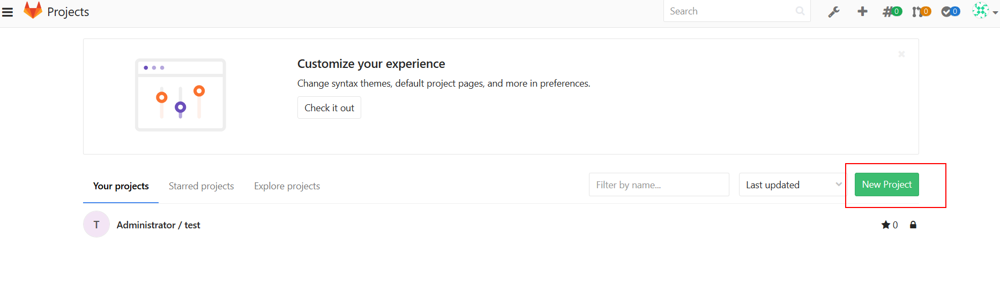 Projects
Search
0
0
0
Customize your experience
Change syntax themes, default project pages, and more in preferences.
Check it out
Your projects
Starred projects
Explore projects
Filter by name...
Last updated
New Project
T
Administrator / test
0